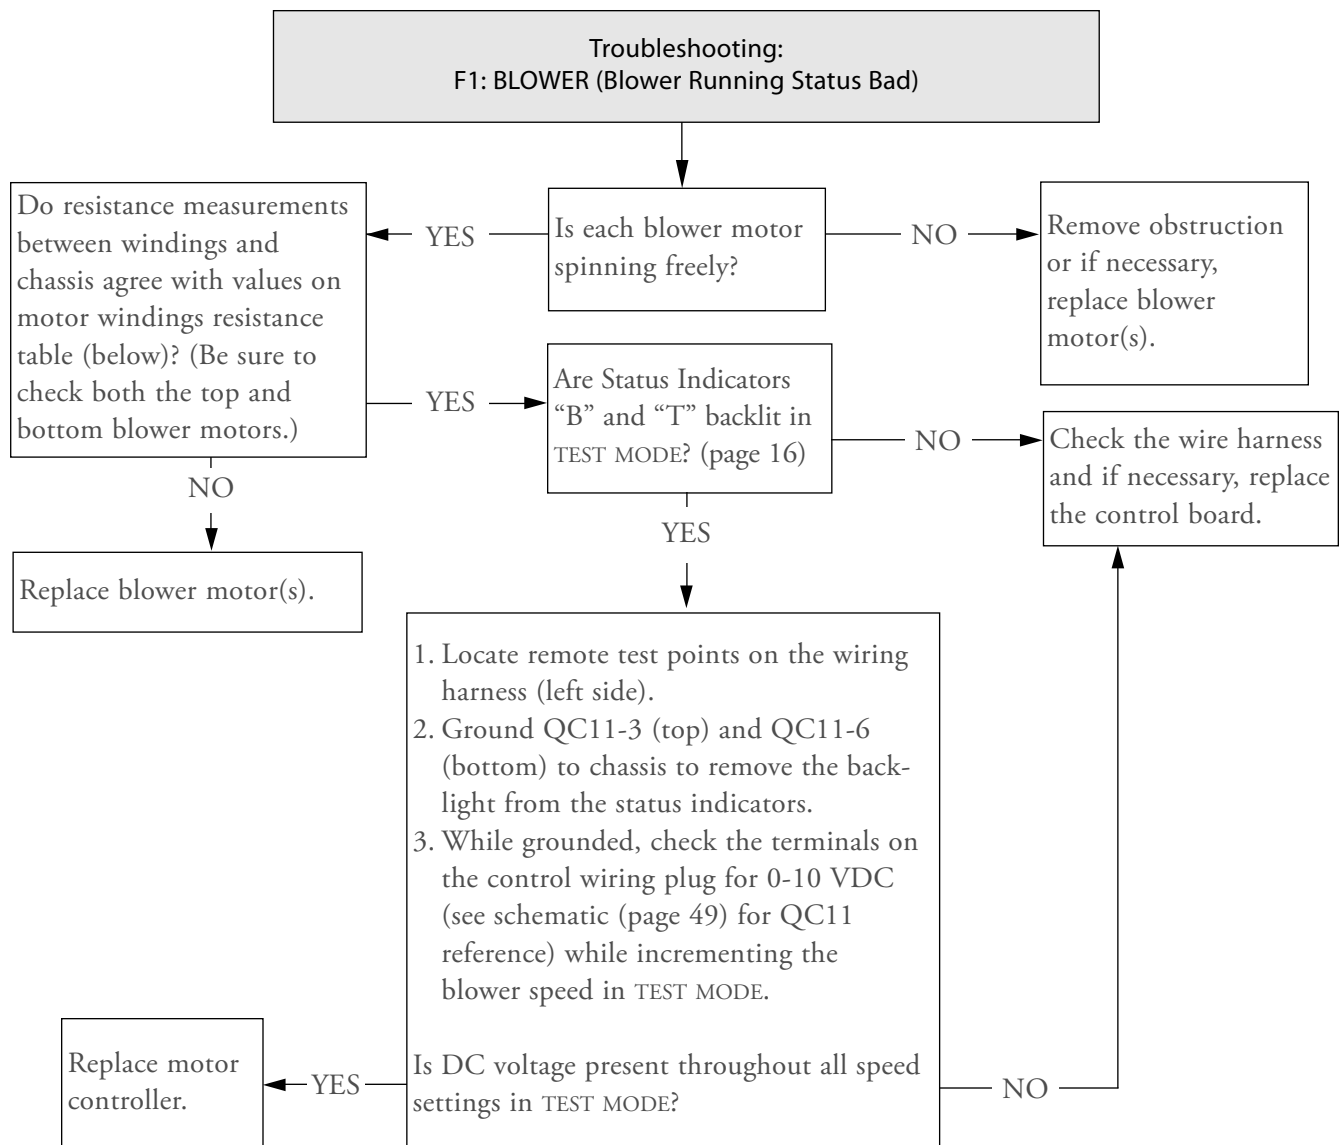 Troubleshooting:
F1: BLOWER (Blower Running Status Bad)
Is each blower motor
spinning freely?
YES
NO
Remove obstruction
or if necessary,
replace blower
motor(s).
Do resistance measurements
between windings and
chassis agree with values on
motor windings resistance
table (below)? (Be sure to
check both the top and
bottom blower motors.)
YES
NO
Replace blower motor(s).
Are Status Indicators
“B” and “T” backlit in
TEST MODE? (page 16)
NO
YES
Check the wire harness
and if necessary, replace
the control board.
1. Locate remote test points on the wiring
harness (left side).
2. Ground QC11-3 (top) and QC11-6
(bottom) to chassis to remove the back-
light from the status indicators.
3. While grounded, check the terminals on
the control wiring plug for 0-10 VDC
(see schematic (page 49) for QC11
reference) while incrementing the
blower speed in TEST MODE.
Is DC voltage present throughout all speed
settings in TEST MODE?
YES
NO
Replace motor
controller.